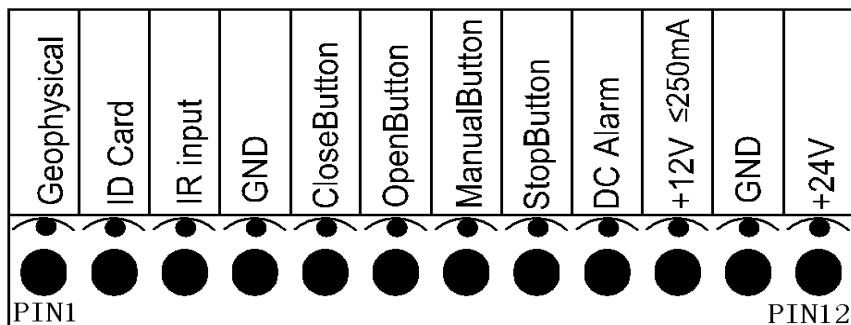 Geophysical
ID Card
IR input
GND
CloseButton
OpenButton
ManualButton
StopButton
DC Alarm
+12V ≤250mA
GND
+24V
PIN1
PIN12